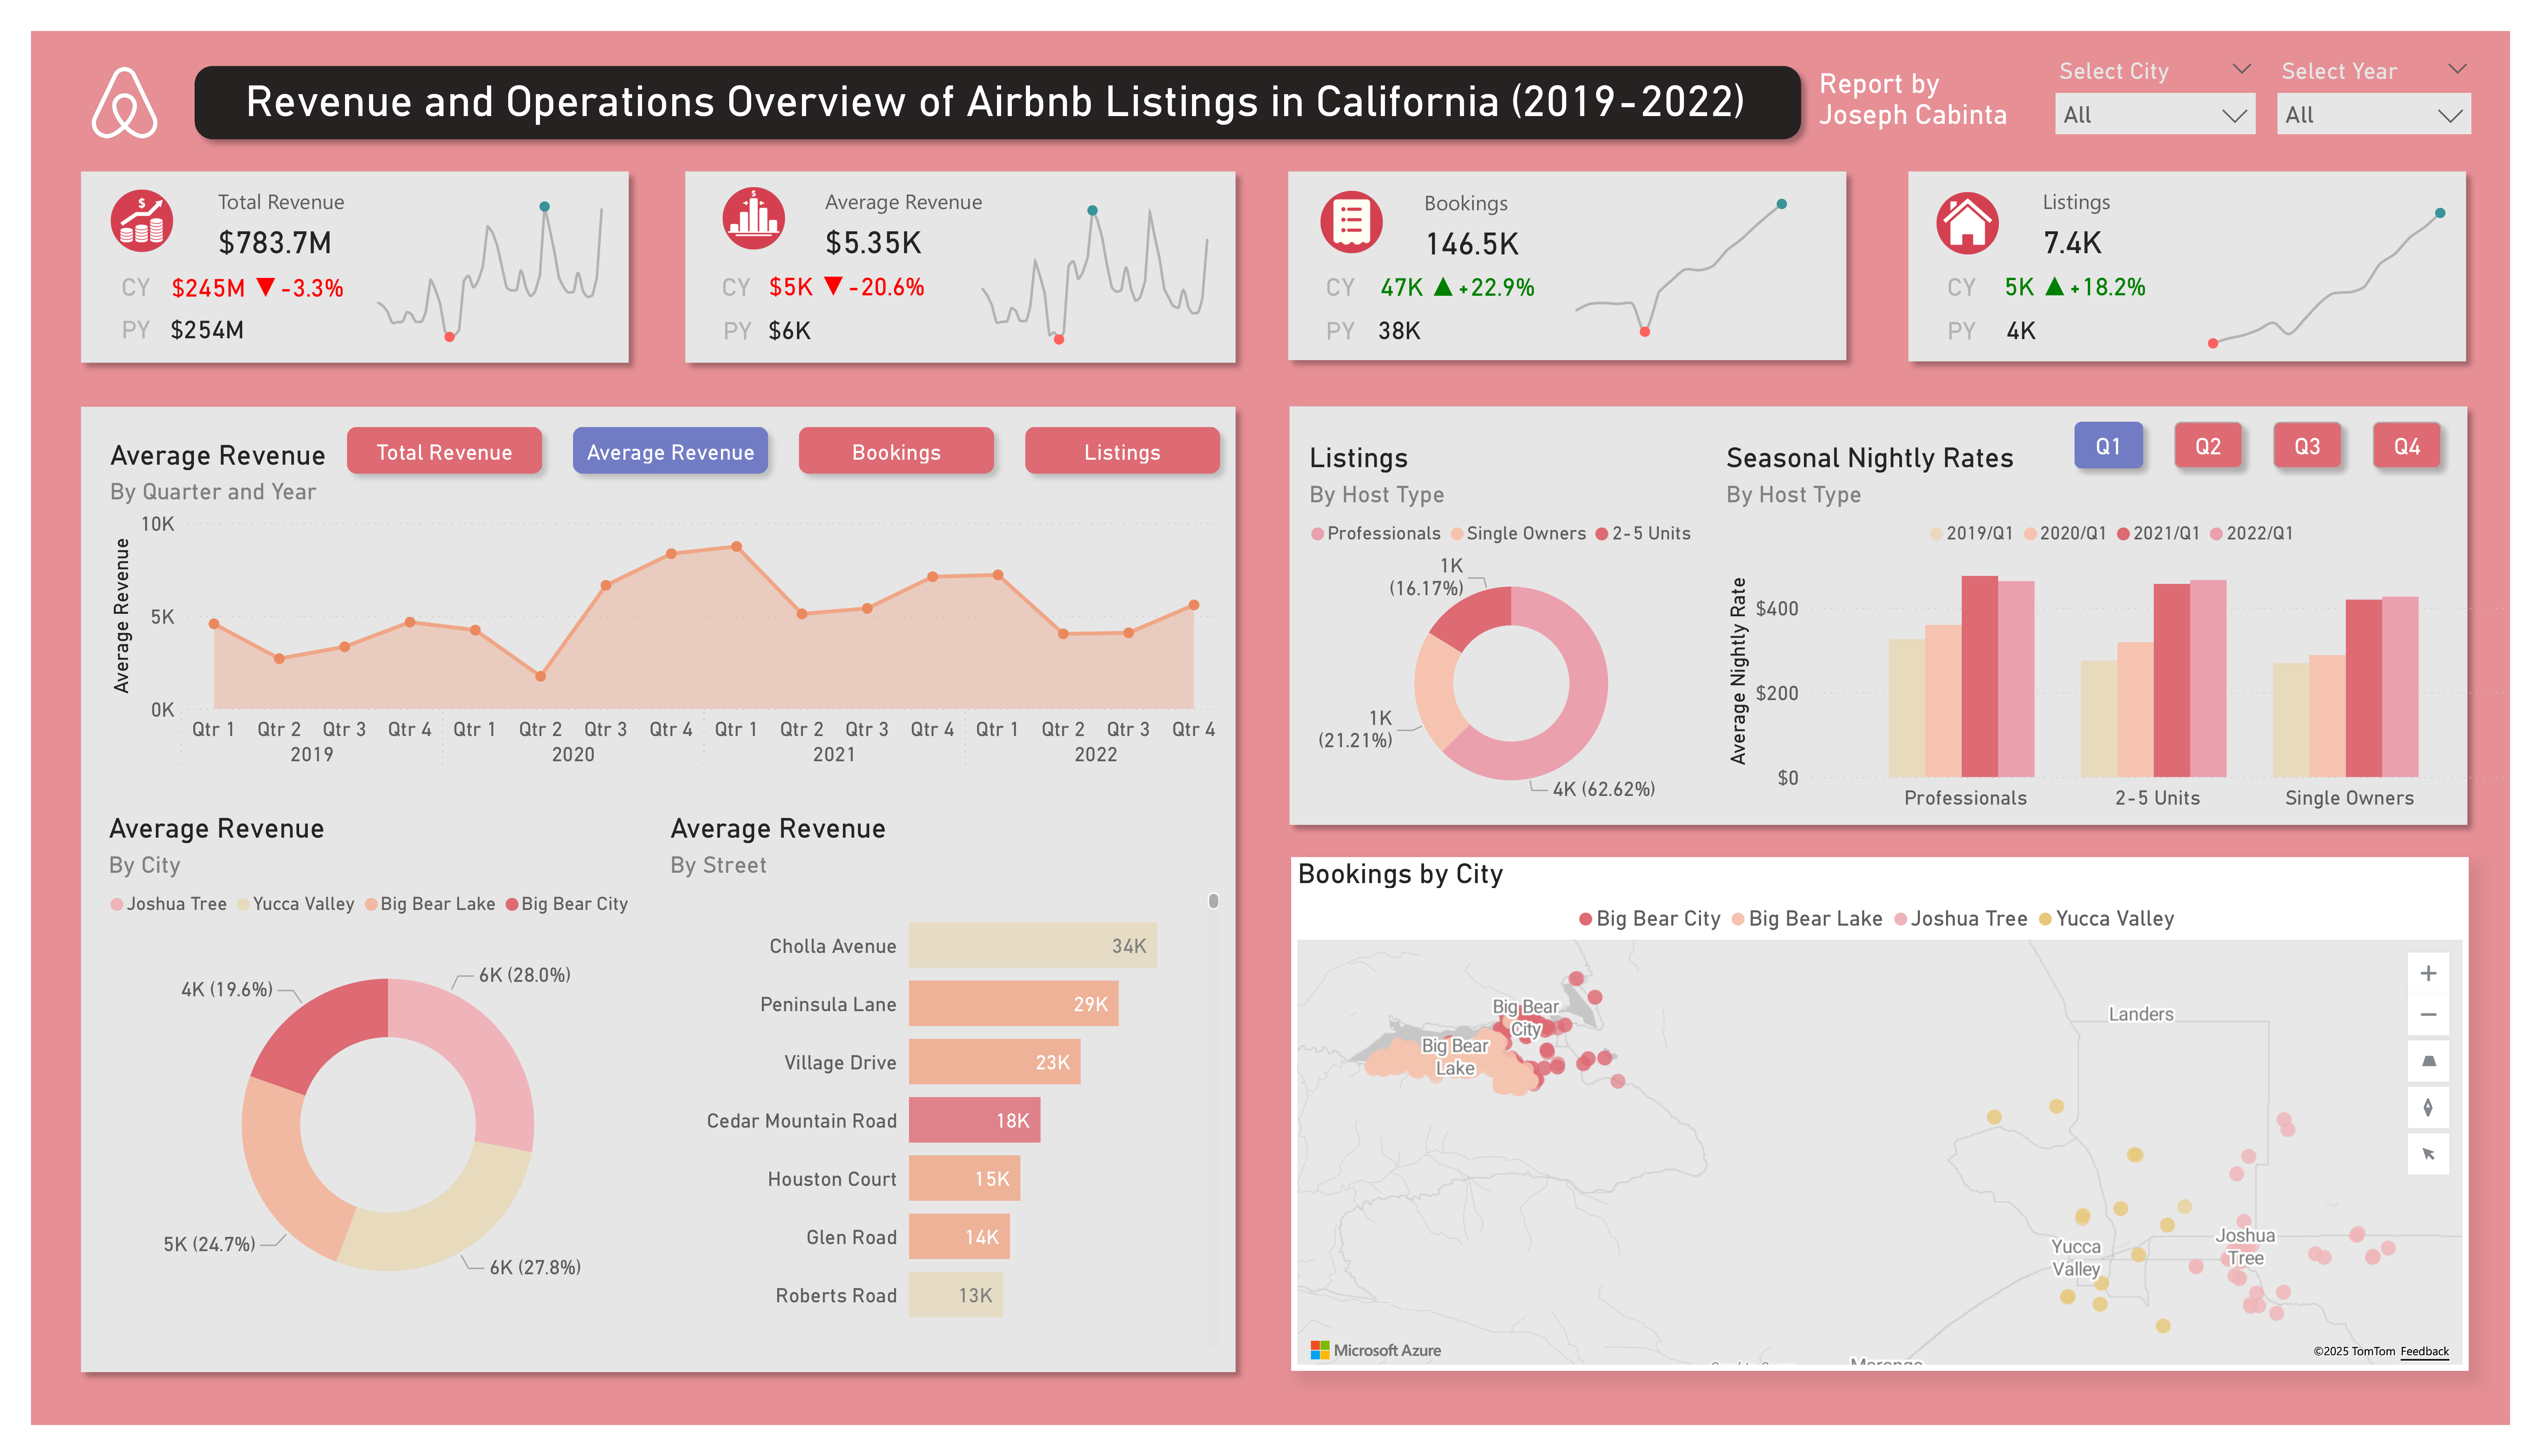 Revenue and Operations Overview of Airbnb Listings in California (2019-2022)
Report by
Joseph Cabinta
Select City
All
Select Year
All
Total Revenue
$783.7M
CY $245M ▼ -3.3%
PY $254M
Average Revenue
$5.35K
CY $5K ▼ -20.6%
PY $6K
Bookings
146.5K
CY 47K ▲ +22.9%
PY 38K
Listings
7.4K
CY 5K ▲ +18.2%
PY 4K
Average Revenue
By Quarter and Year
Total Revenue
Average Revenue
Bookings
Listings
Average Revenue
10K
5K
0K
Qtr 1 Qtr 2 Qtr 3 Qtr 4 Qtr 1 Qtr 2 Qtr 3 Qtr 4 Qtr 1 Qtr 2 Qtr 3 Qtr 4 Qtr 1 Qtr 2 Qtr 3 Qtr 4
2019 2020 2021 2022
Average Revenue
By City
Joshua Tree Yucca Valley Big Bear Lake Big Bear City
6K (28.0%)
4K (19.6%)
5K (24.7%)
6K (27.8%)
Average Revenue
By Street
Cholla Avenue 34K
Peninsula Lane 29K
Village Drive 23K
Cedar Mountain Road 18K
Houston Court 15K
Glen Road 14K
Roberts Road 13K
Listings
By Host Type
Professionals Single Owners 2-5 Units
1K
(16.17%)
1K
(21.21%)
4K (62.62%)
Seasonal Nightly Rates
By Host Type
Q1
Q2
Q3
Q4
2019/Q1 2020/Q1 2021/Q1 2022/Q1
Average Nightly Rate
$400
$200
$0
Professionals 2-5 Units Single Owners
Bookings by City
Big Bear City Big Bear Lake Joshua Tree Yucca Valley
Big Bear
City
Big Bear
Lake
Landers
Yucca
Valley
Joshua
Tree
Microsoft Azure
©2025 TomTom Feedback